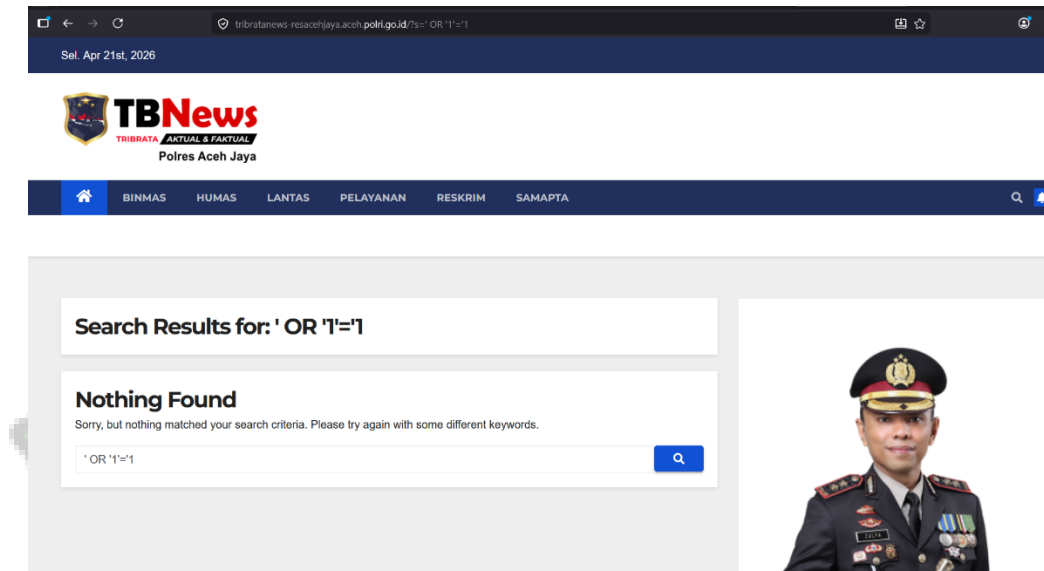 tribratanews-resacehjaya.aceh.polri.go.id/?s=' OR '1'='1
Sel. Apr 21st, 2026
TBNews
TRIBRATA AKTUAL & FAKTUAL
Polres Aceh Jaya
BINMAS HUMAS LANTAS PELAYANAN RESKRIM SAMAPTA
Search Results for: ' OR '1'='1
Nothing Found
Sorry, but nothing matched your search criteria. Please try again with some different keywords.
' OR '1'='1
ZULFA